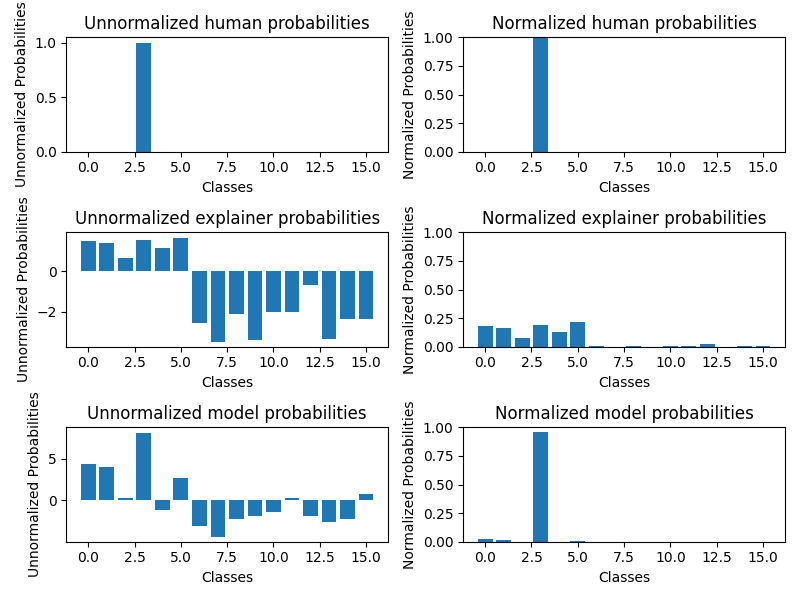 Unnormalized human probabilities
Unnormalized Probabilities
1.0
0.5
0.0
0.0 2.5 5.0 7.5 10.0 12.5 15.0
Classes
Normalized human probabilities
Normalized Probabilities
1.00
0.75
0.50
0.25
0.00
0.0 2.5 5.0 7.5 10.0 12.5 15.0
Classes
Unnormalized explainer probabilities
Unnormalized Probabilities
0
−2
0.0 2.5 5.0 7.5 10.0 12.5 15.0
Classes
Normalized explainer probabilities
Normalized Probabilities
1.00
0.75
0.50
0.25
0.00
0.0 2.5 5.0 7.5 10.0 12.5 15.0
Classes
Unnormalized model probabilities
Unnormalized Probabilities
5
0
0.0 2.5 5.0 7.5 10.0 12.5 15.0
Classes
Normalized model probabilities
Normalized Probabilities
1.00
0.75
0.50
0.25
0.00
0.0 2.5 5.0 7.5 10.0 12.5 15.0
Classes